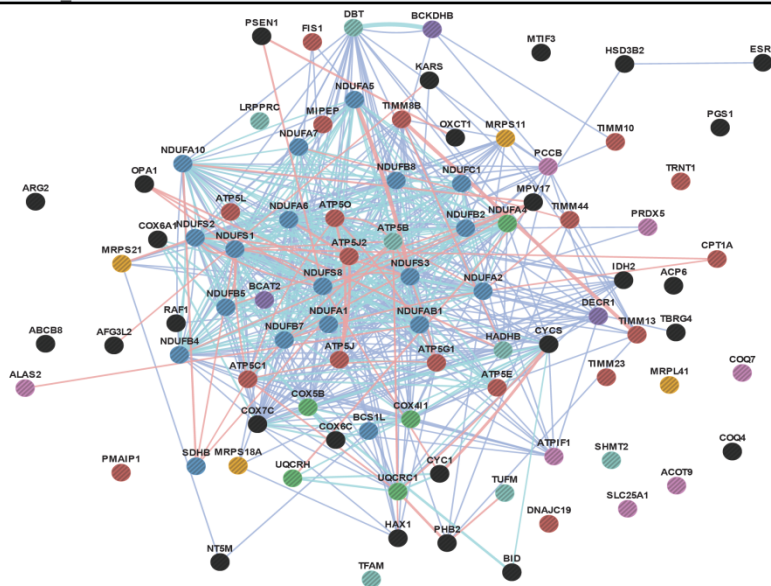 PSEN1
FIS1
DBT
BCKDHB
MTIF3
HSD3B2
ESR
KARS
NDUFA5
LRPPRC
MIPEP
TIMM8B
OXCT1
MRPS11
TIMM10
PGS1
NDUFA7
NDUFA10
PCCB
OPA1
NDUFB8
NDUFC1
MPV17
TRNT1
ARG2
ATP5L
NDUFA6
ATP5O
NDUFB2
NDUFA4
TIMM44
PRDX5
COX6A1
NDUFS2
NDUFS1
ATP5B
ATP5J2
CPT1A
MRPS21
NDUFS8
NDUFS3
NDUFA2
IDH2
ACP6
BCAT2
NDUFB5
RAF1
NDUFA1
NDUFAB1
DECR1
TIMM13
TBRG4
ABCB8
AFG3L2
NDUFB4
NDUFB7
HADHB
CYCS
ALAS2
ATP5C1
ATP5J
ATP5G1
ATP5E
TIMM23
MRPL41
COQ7
COX5B
COX7C
COX6C
BCS1L
COX4I1
ATPIF1
SHMT2
COQ4
PMAIP1
SDHB
MRPS18A
UQCRH
UQCRC1
CYC1
TUFM
ACOT9
SLC25A1
DNAJC19
HAX1
PHB2
NT5M
TFAM
BID